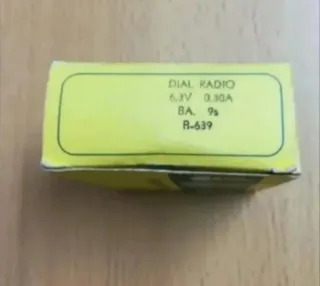 DIAL RADIO
6.3V 0.30A
BA. 9s
R-639